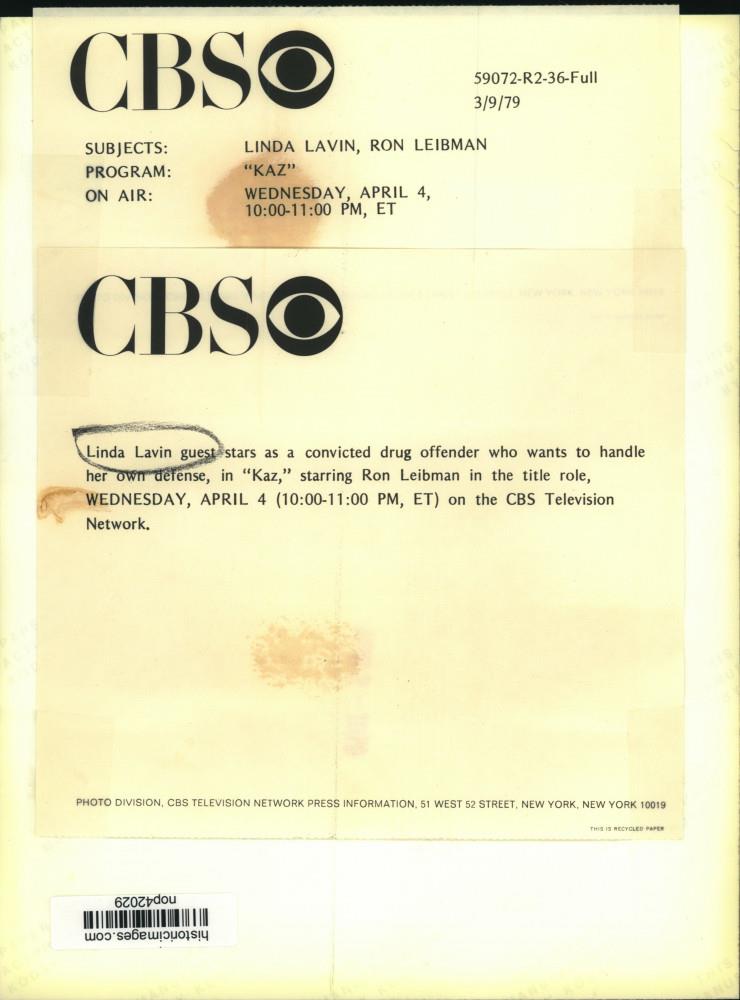 CBS
59072-R2-36-Full
3/9/79
SUBJECTS: LINDA LAVIN, RON LEIBMAN
PROGRAM: “KAZ”
ON AIR: WEDNESDAY, APRIL 4,
10:00-11:00 PM, ET
CBS
Linda Lavin guest stars as a convicted drug offender who wants to handle
her own defense, in “Kaz,” starring Ron Leibman in the title role,
WEDNESDAY, APRIL 4 (10:00-11:00 PM, ET) on the CBS Television
Network.
PHOTO DIVISION, CBS TELEVISION NETWORK PRESS INFORMATION, 51 WEST 52 STREET, NEW YORK, NEW YORK 10019
THIS IS RECYCLED PAPER
historicimages.com
nop42029